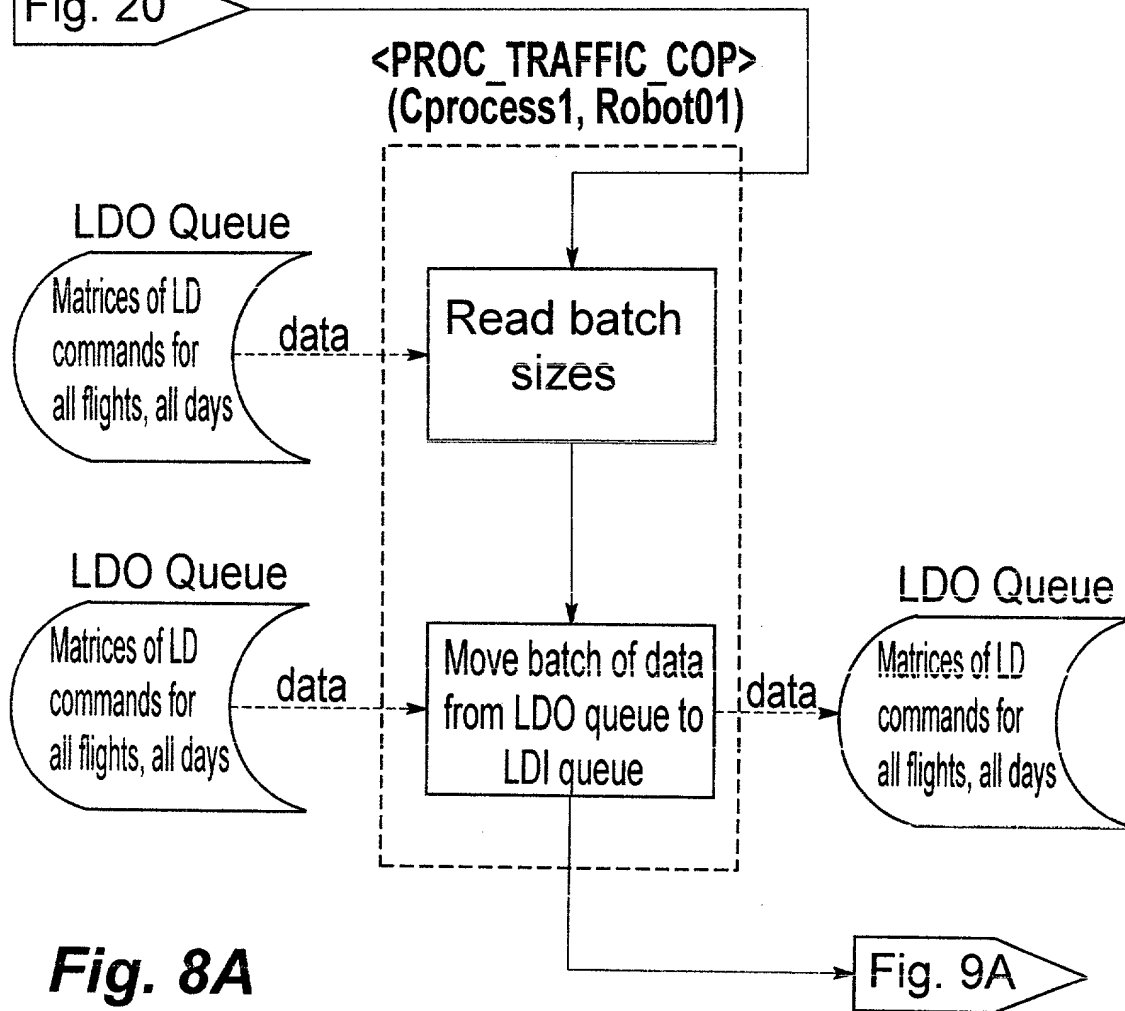 Fig. 20
<PROC_TRAFFIC_COP>
(Cprocess1, Robot01)
LDO Queue
Matrices of LD
commands for
all flights, all days
data
Read batch
sizes
LDO Queue
Matrices of LD
commands for
all flights, all days
data
Move batch of data
from LDO queue to
LDI queue
data
LDO Queue
Matrices of LD
commands for
all flights, all days
Fig. 8A
Fig. 9A